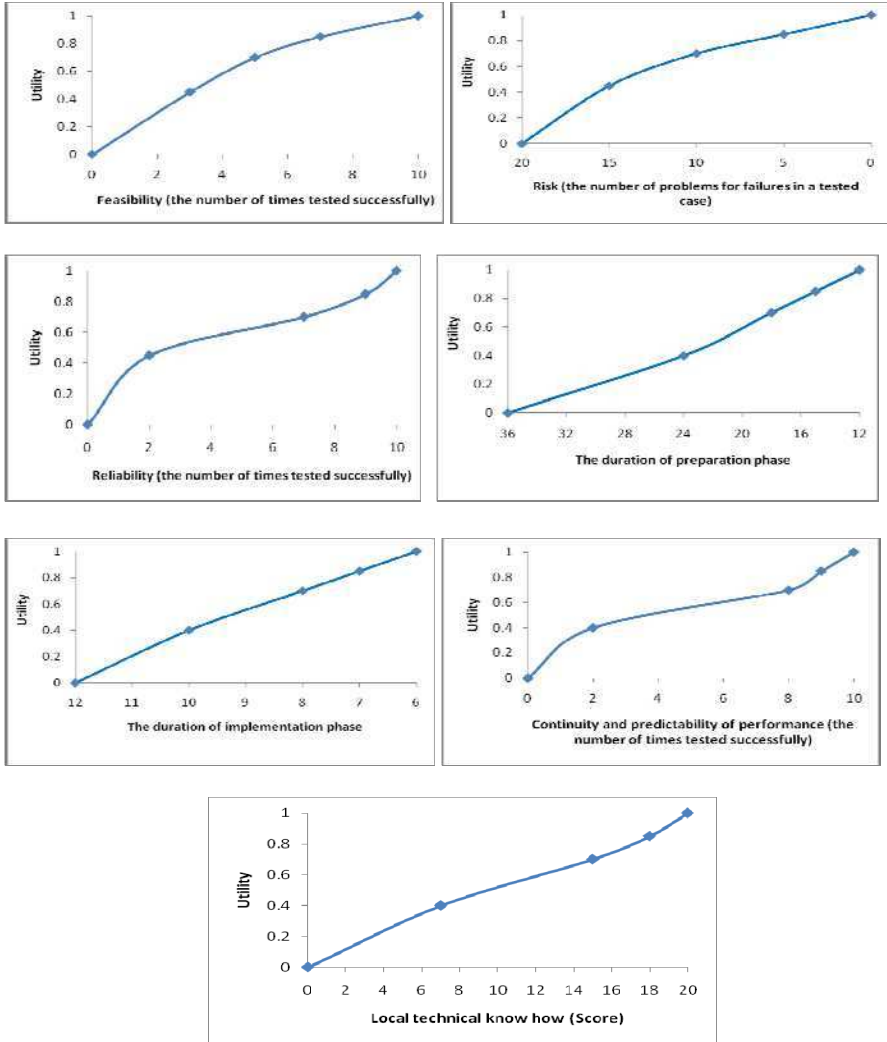 1
0.8
0.6
0.4
0.2
0
Utility
0 2 4 6 8 10
Feasibility (the number of times tested successfully)
1
0.8
0.6
0.4
0.2
0
Utility
20 15 10 5 0
Risk (the number of problems for failures in a tested
case)
1
0.8
0.6
0.4
0.2
0
Utility
0 2 4 6 8 10
Reliability (the number of times tested successfully)
1
0.8
0.6
0.4
0.2
0
Utility
36 32 28 24 20 16 12
The duration of preparation phase
1
0.8
0.6
0.4
0.2
0
Utility
12 11 10 9 8 7 6
The duration of implementation phase
1
0.8
0.6
0.4
0.2
0
Utility
0 2 4 6 8 10
Continuity and predictability of performance (the
number of times tested successfully)
1
0.8
0.6
0.4
0.2
0
Utility
0 2 4 6 8 10 12 14 16 18 20
Local technical know how (Score)